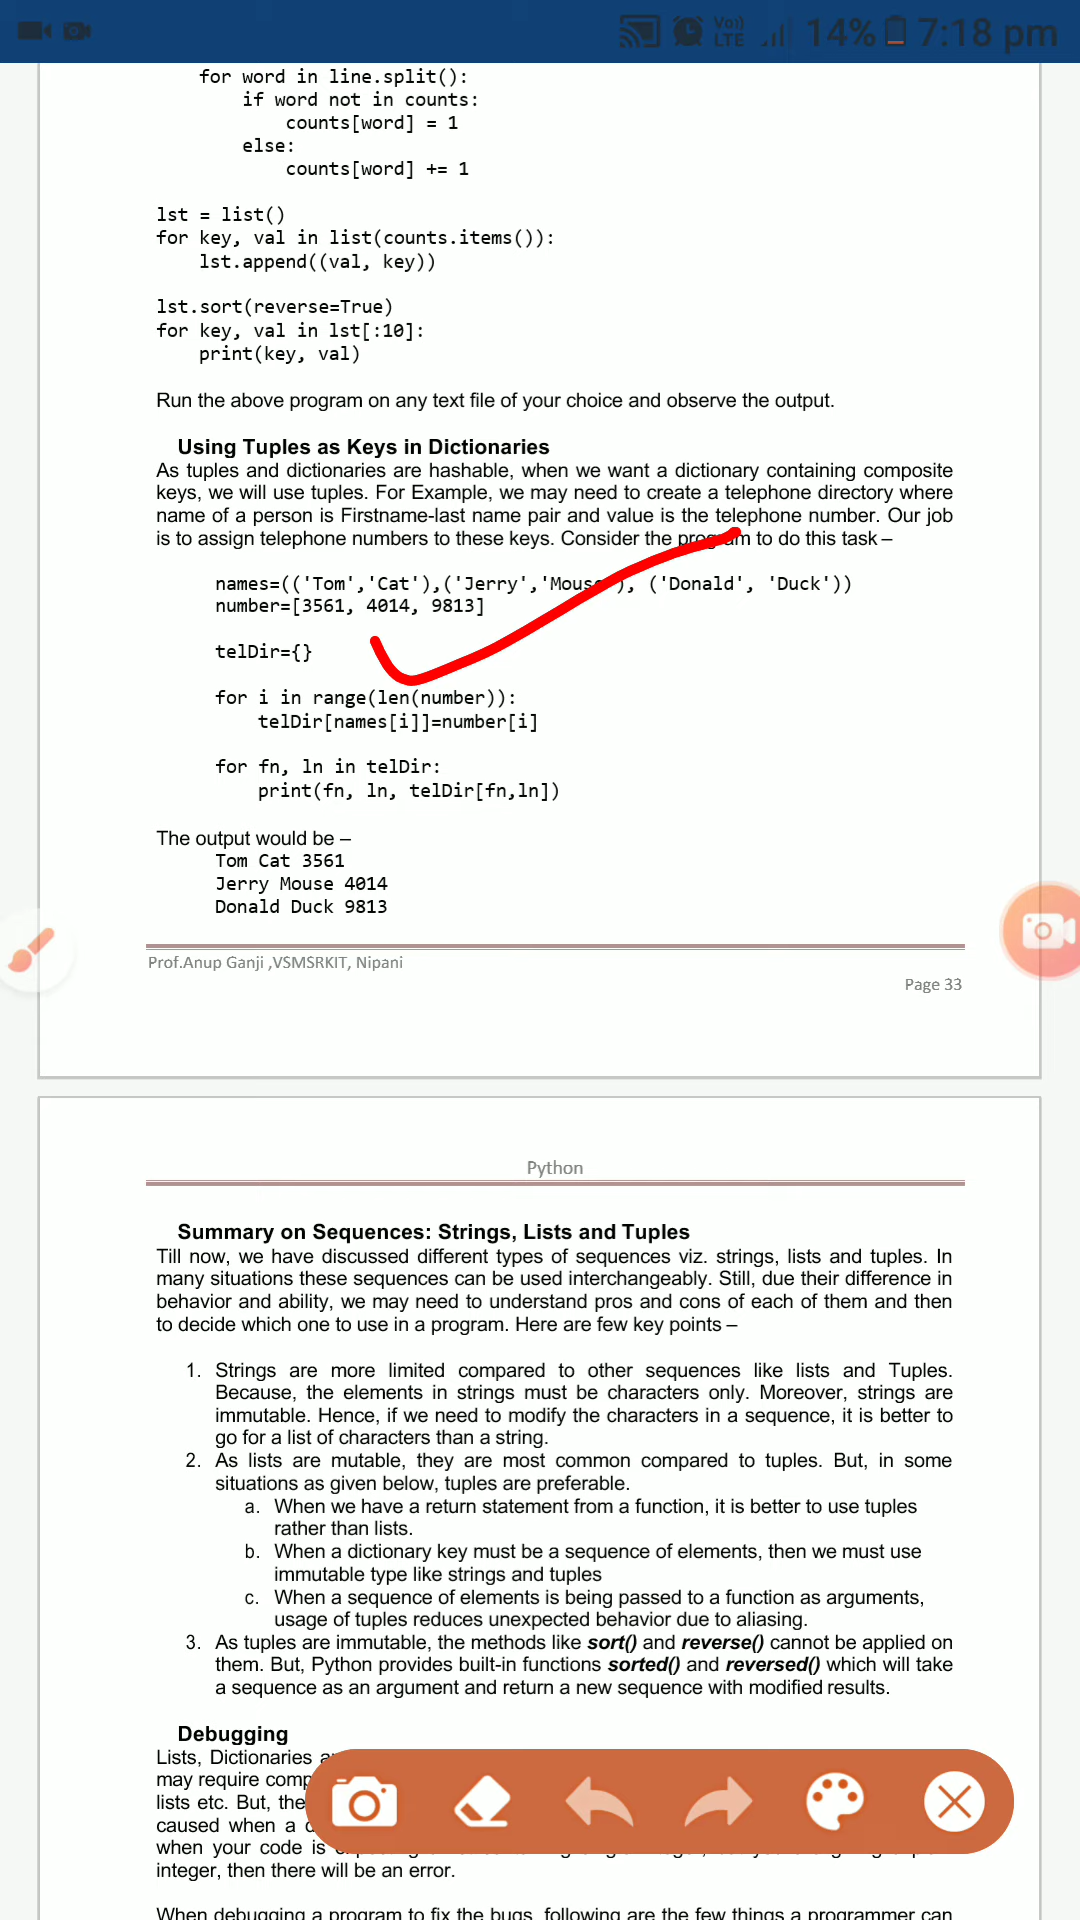 Vo)) LTE 14% 7:18 pm
for word in line.split():
if word not in counts:
counts[word] = 1
else:
counts[word] += 1
lst = list()
for key, val in list(counts.items()):
lst.append((val, key))
lst.sort(reverse=True)
for key, val in lst[:10]:
print(key, val)
Run the above program on any text file of your choice and observe the output.
Using Tuples as Keys in Dictionaries
As tuples and dictionaries are hashable, when we want a dictionary containing composite
keys, we will use tuples. For Example, we may need to create a telephone directory where
name of a person is Firstname-last name pair and value is the telephone number. Our job
is to assign telephone numbers to these keys. Consider the program to do this task –
names=(('Tom','Cat'),('Jerry','Mouse'), ('Donald', 'Duck'))
number=[3561, 4014, 9813]
telDir={}
for i in range(len(number)):
telDir[names[i]]=number[i]
for fn, ln in telDir:
print(fn, ln, telDir[fn,ln])
The output would be –
Tom Cat 3561
Jerry Mouse 4014
Donald Duck 9813
Prof.Anup Ganji ,VSMSRKIT, Nipani
Page 33
Python
Summary on Sequences: Strings, Lists and Tuples
Till now, we have discussed different types of sequences viz. strings, lists and tuples. In
many situations these sequences can be used interchangeably. Still, due their difference in
behavior and ability, we may need to understand pros and cons of each of them and then
to decide which one to use in a program. Here are few key points –
1. Strings are more limited compared to other sequences like lists and Tuples.
Because, the elements in strings must be characters only. Moreover, strings are
immutable. Hence, if we need to modify the characters in a sequence, it is better to
go for a list of characters than a string.
2. As lists are mutable, they are most common compared to tuples. But, in some
situations as given below, tuples are preferable.
a. When we have a return statement from a function, it is better to use tuples
rather than lists.
b. When a dictionary key must be a sequence of elements, then we must use
immutable type like strings and tuples
c. When a sequence of elements is being passed to a function as arguments,
usage of tuples reduces unexpected behavior due to aliasing.
3. As tuples are immutable, the methods like sort() and reverse() cannot be applied on
them. But, Python provides built-in functions sorted() and reversed() which will take
a sequence as an argument and return a new sequence with modified results.
Debugging
Lists, Dictionaries
may require
lists etc. But,
caused when a
when your code is
integer, then there will be an error.
When debugging a program to fix the bugs, following are the few things a programmer can